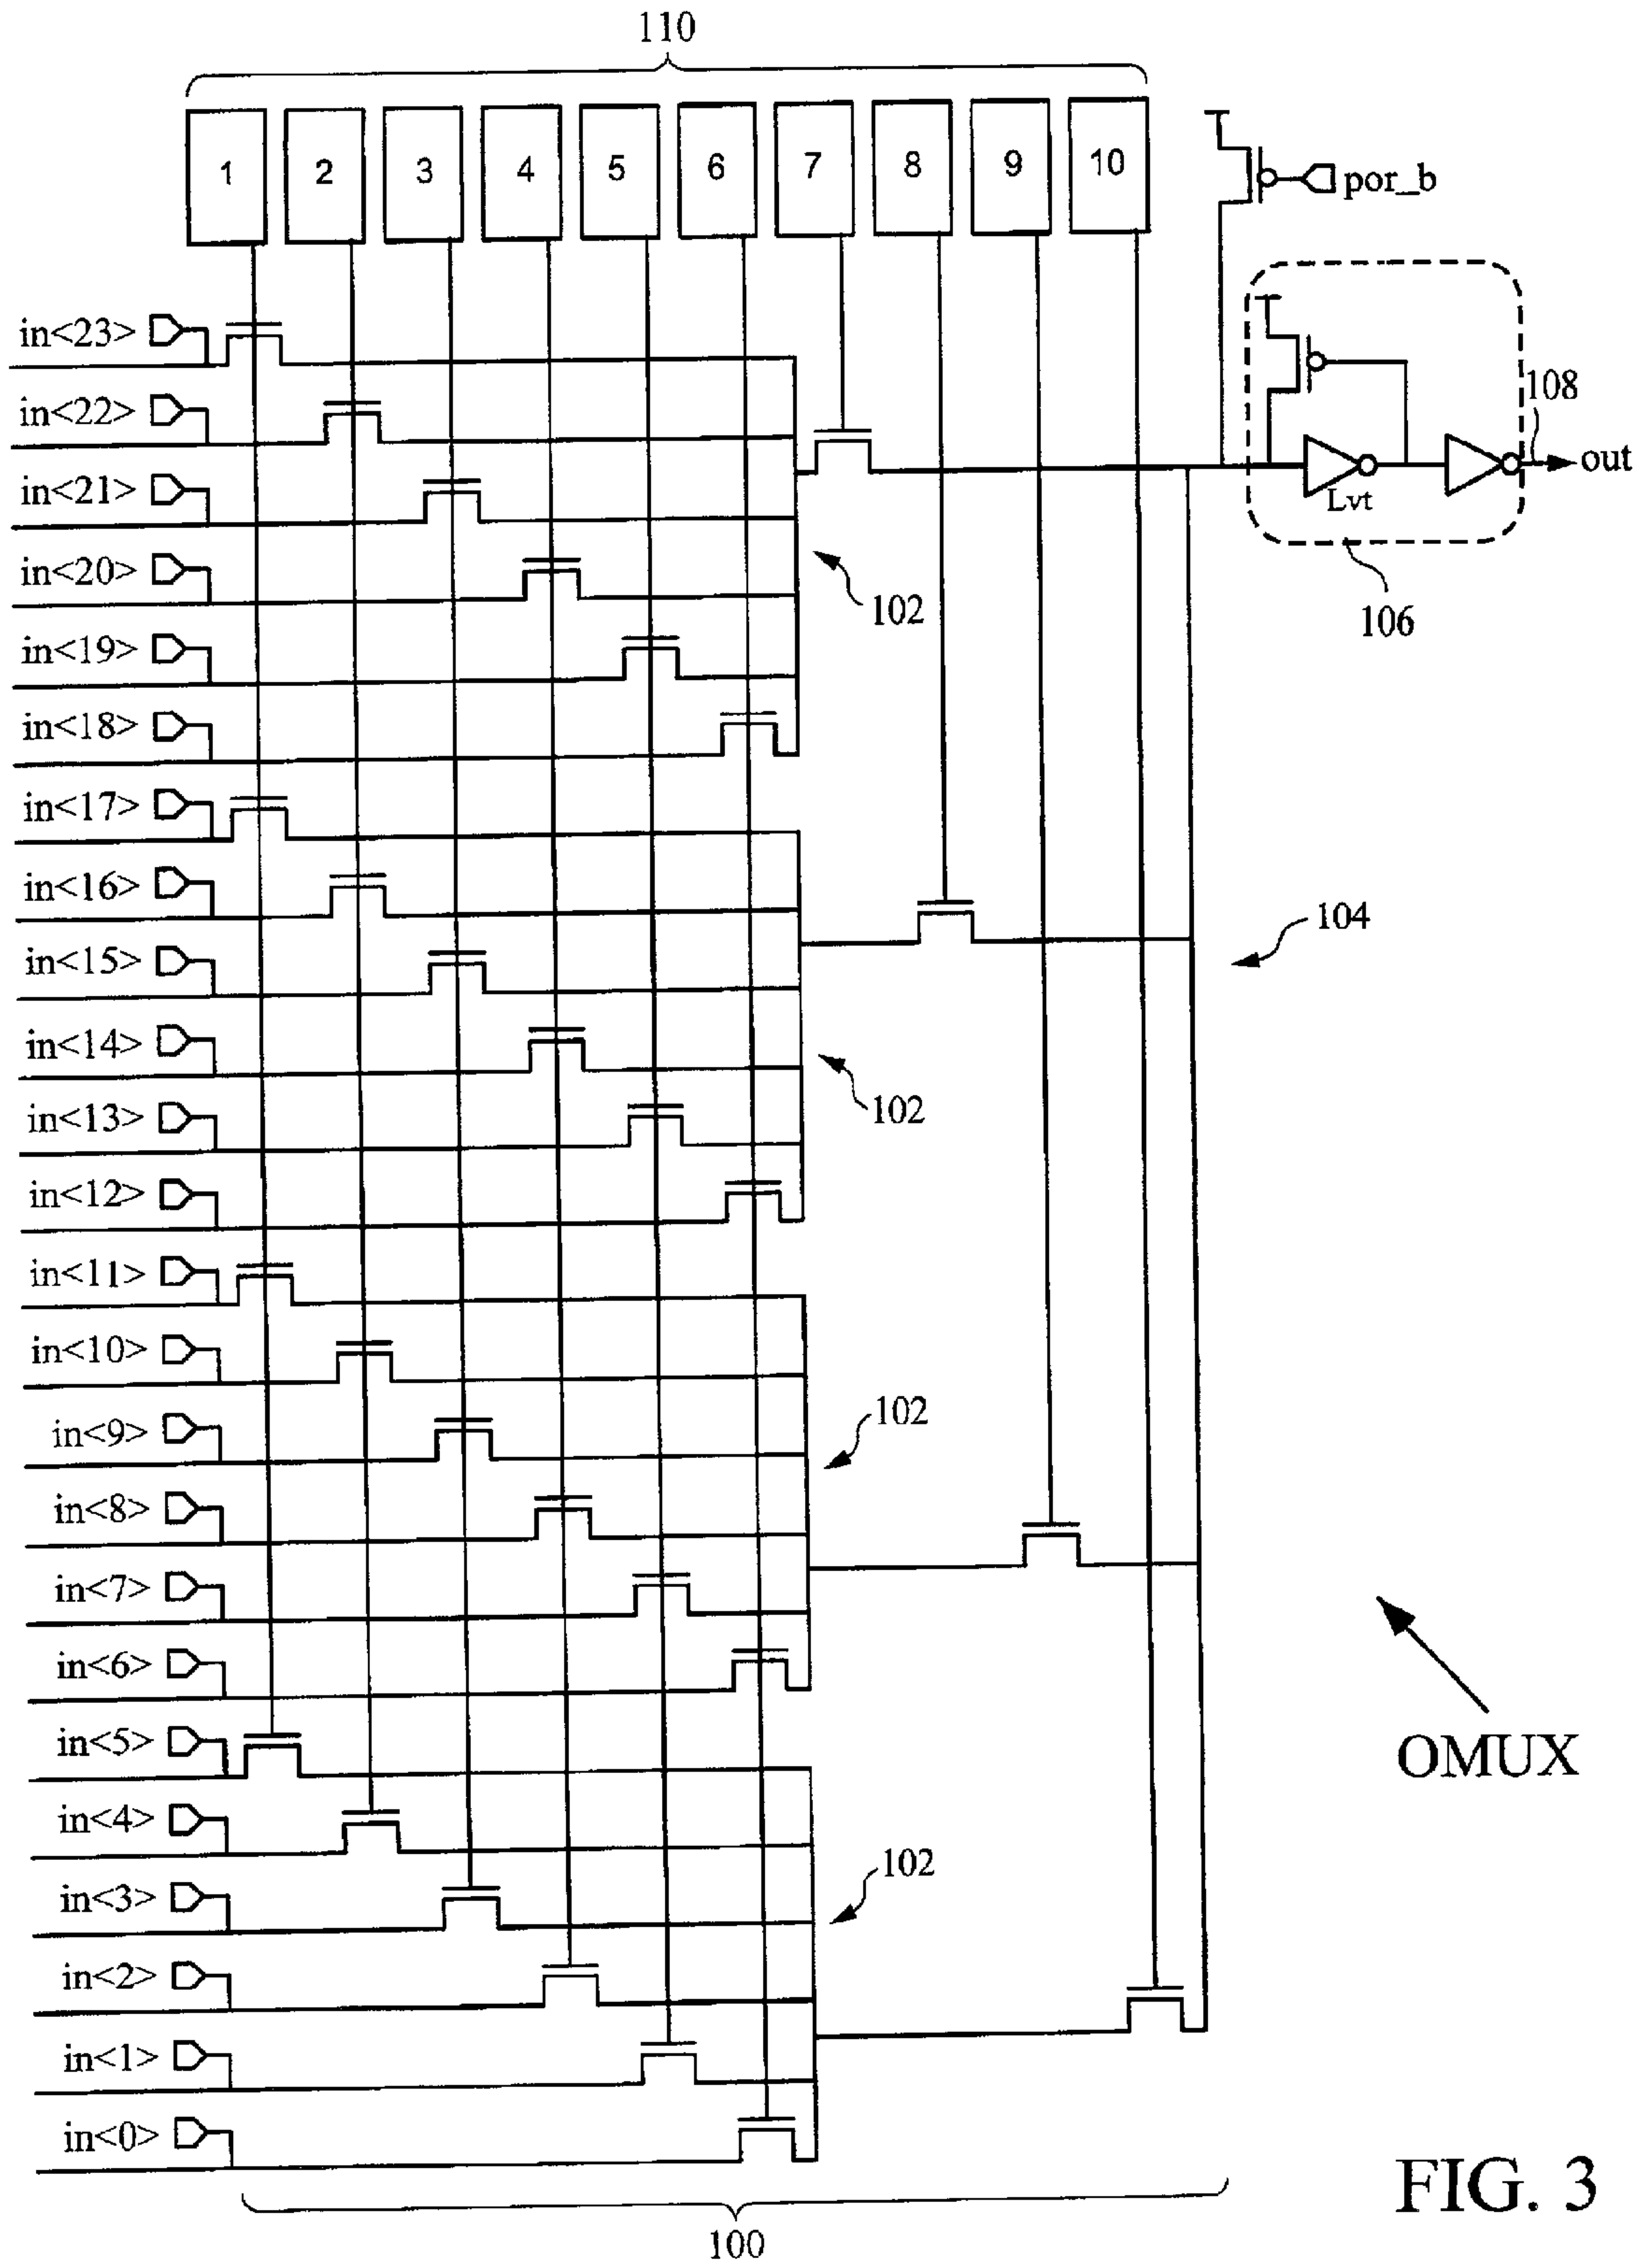 110
1 2 3 4 5 6 7 8 9 10
por_b
in<23>
in<22>
108
out
Lvt
in<21>
in<20>
102
106
in<19>
in<18>
in<17>
in<16>
104
in<15>
in<14>
102
in<13>
in<12>
in<11>
in<10>
102
in<9>
in<8>
in<7>
in<6>
in<5>
OMUX
in<4>
102
in<3>
in<2>
in<1>
in<0>
FIG. 3
100